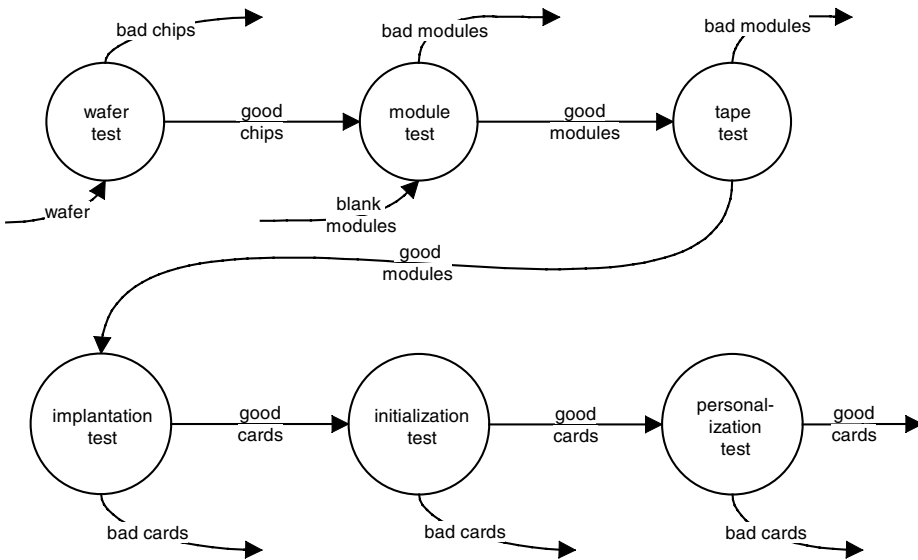 bad chips
bad modules
bad modules
wafer
test
good
chips
module
test
good
modules
tape
test
wafer
blank
modules
good
modules
implantation
test
good
cards
initialization
test
good
cards
personal-
ization
test
good
cards
bad cards
bad cards
bad cards